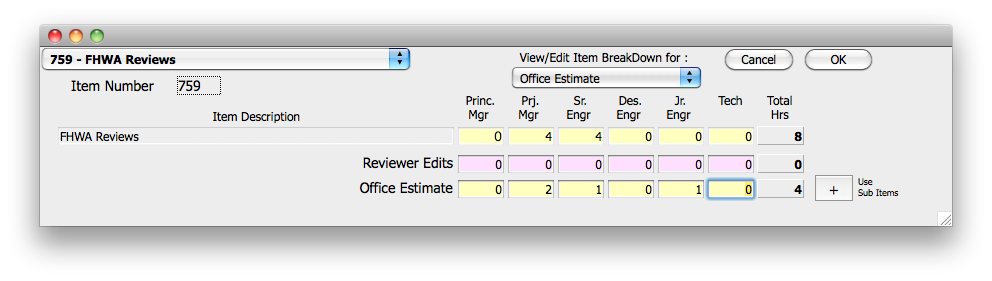 759 - FHWA Reviews
View/Edit Item BreakDown for :
Cancel
OK
Item Number 759
Office Estimate
Item Description
Princ. Mgr
Prj. Mgr
Sr. Engr
Des. Engr
Jr. Engr
Tech
Total Hrs
FHWA Reviews 0 4 4 0 0 0 8
Reviewer Edits 0 0 0 0 0 0 0
Office Estimate 0 2 1 0 1 0 4
+
Use
Sub Items